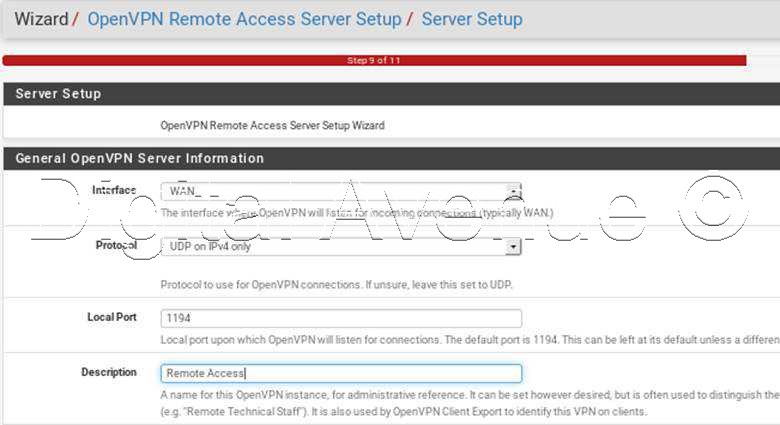 Wizard / OpenVPN Remote Access Server Setup / Server Setup
Step 9 of 11
Server Setup
OpenVPN Remote Access Server Setup Wizard
General OpenVPN Server Information
Interface WAN
The interface where OpenVPN will listen for incoming connections (typically WAN.)
Digital Avenue ©
Protocol UDP on IPv4 only
Protocol to use for OpenVPN connections. If unsure, leave this set to UDP.
Local Port 1194
Local port upon which OpenVPN will listen for connections. The default port is 1194. This can be left at its default unless a differen
Description Remote Access
A name for this OpenVPN instance, for administrative reference. It can be set however desired, but is often used to distinguish the
(e.g. "Remote Technical Staff"). It is also used by OpenVPN Client Export to identify this VPN on clients.